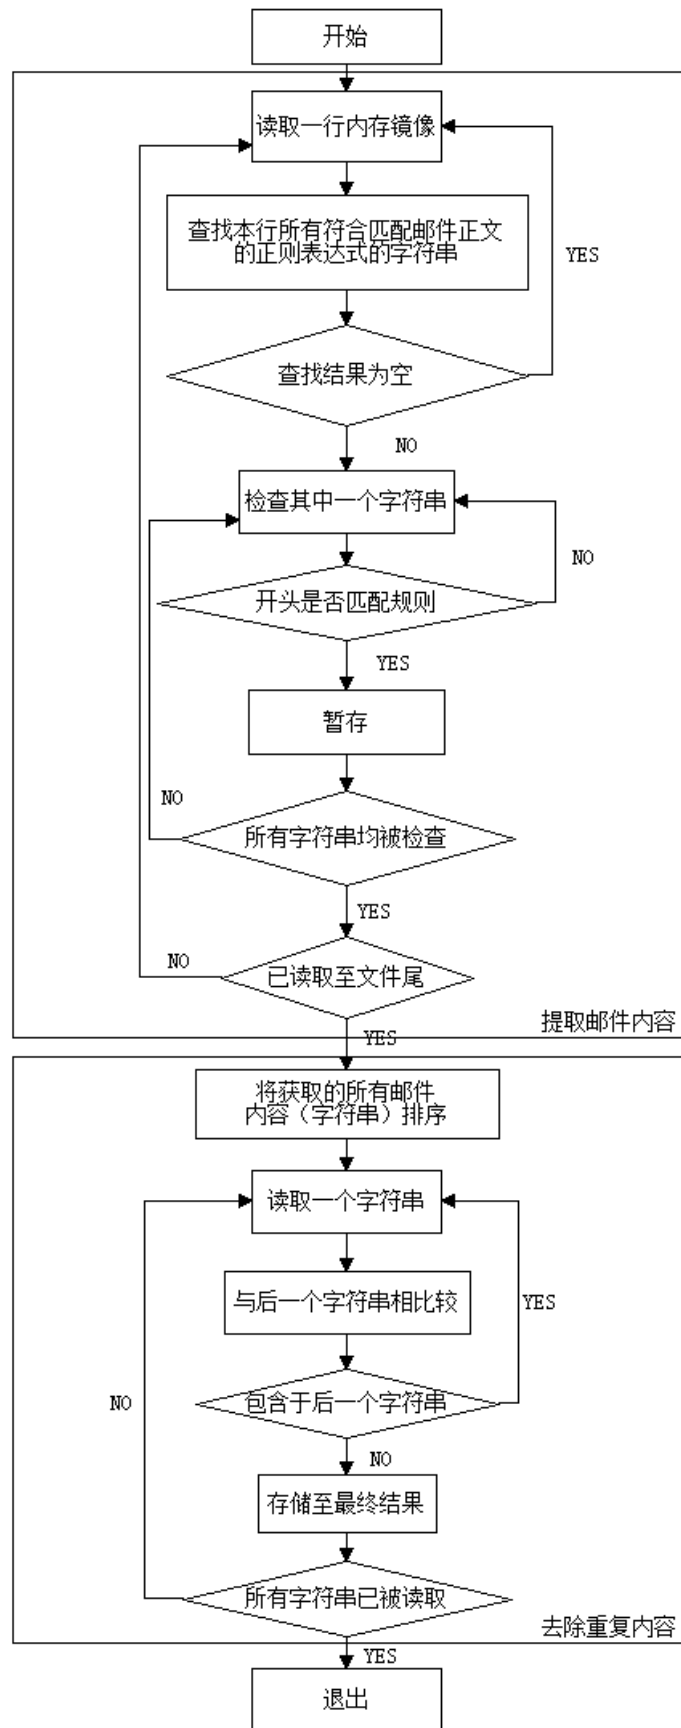 开始
读取一行内存镜像
查找本行所有符合匹配邮件正文
的正则表达式的字符串
YES
查找结果为空
NO
检查其中一个字符串
NO
开头是否匹配规则
YES
暂存
NO
所有字符串均被检查
YES
NO
已读取至文件尾
提取邮件内容
YES
将获取的所有邮件
内容（字符串）排序
读取一个字符串
与后一个字符串相比较
YES
NO
包含于后一个字符串
NO
存储至最终结果
所有字符串已被读取
去除重复内容
YES
退出